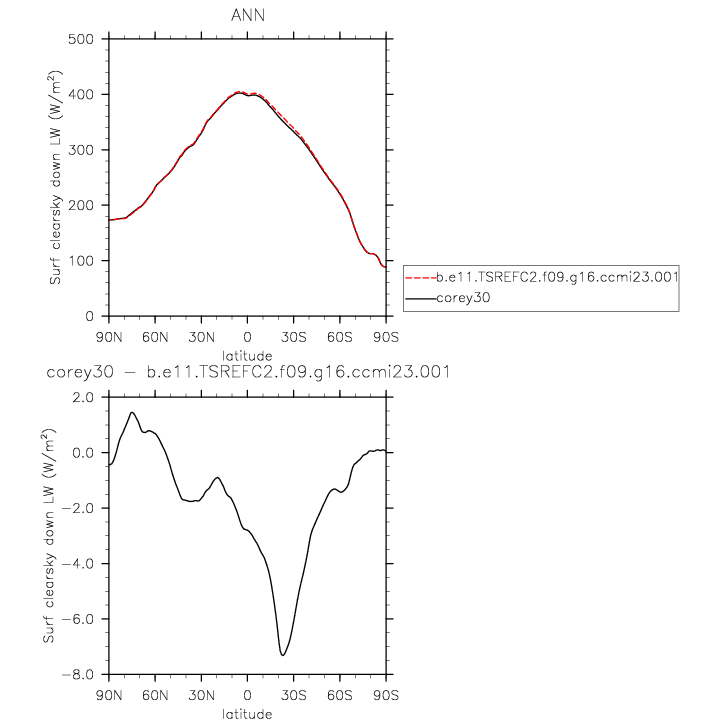 ANN
Surf clearsky down LW (W/m²)
500
400
300
200
100
0
90N 60N 30N 0 30S 60S 90S
latitude
b.e11.TSREFC2.f09.g16.ccmi23.001
corey30
corey30 − b.e11.TSREFC2.f09.g16.ccmi23.001
Surf clearsky down LW (W/m²)
2.0
0.0
−2.0
−4.0
−6.0
−8.0
90N 60N 30N 0 30S 60S 90S
latitude